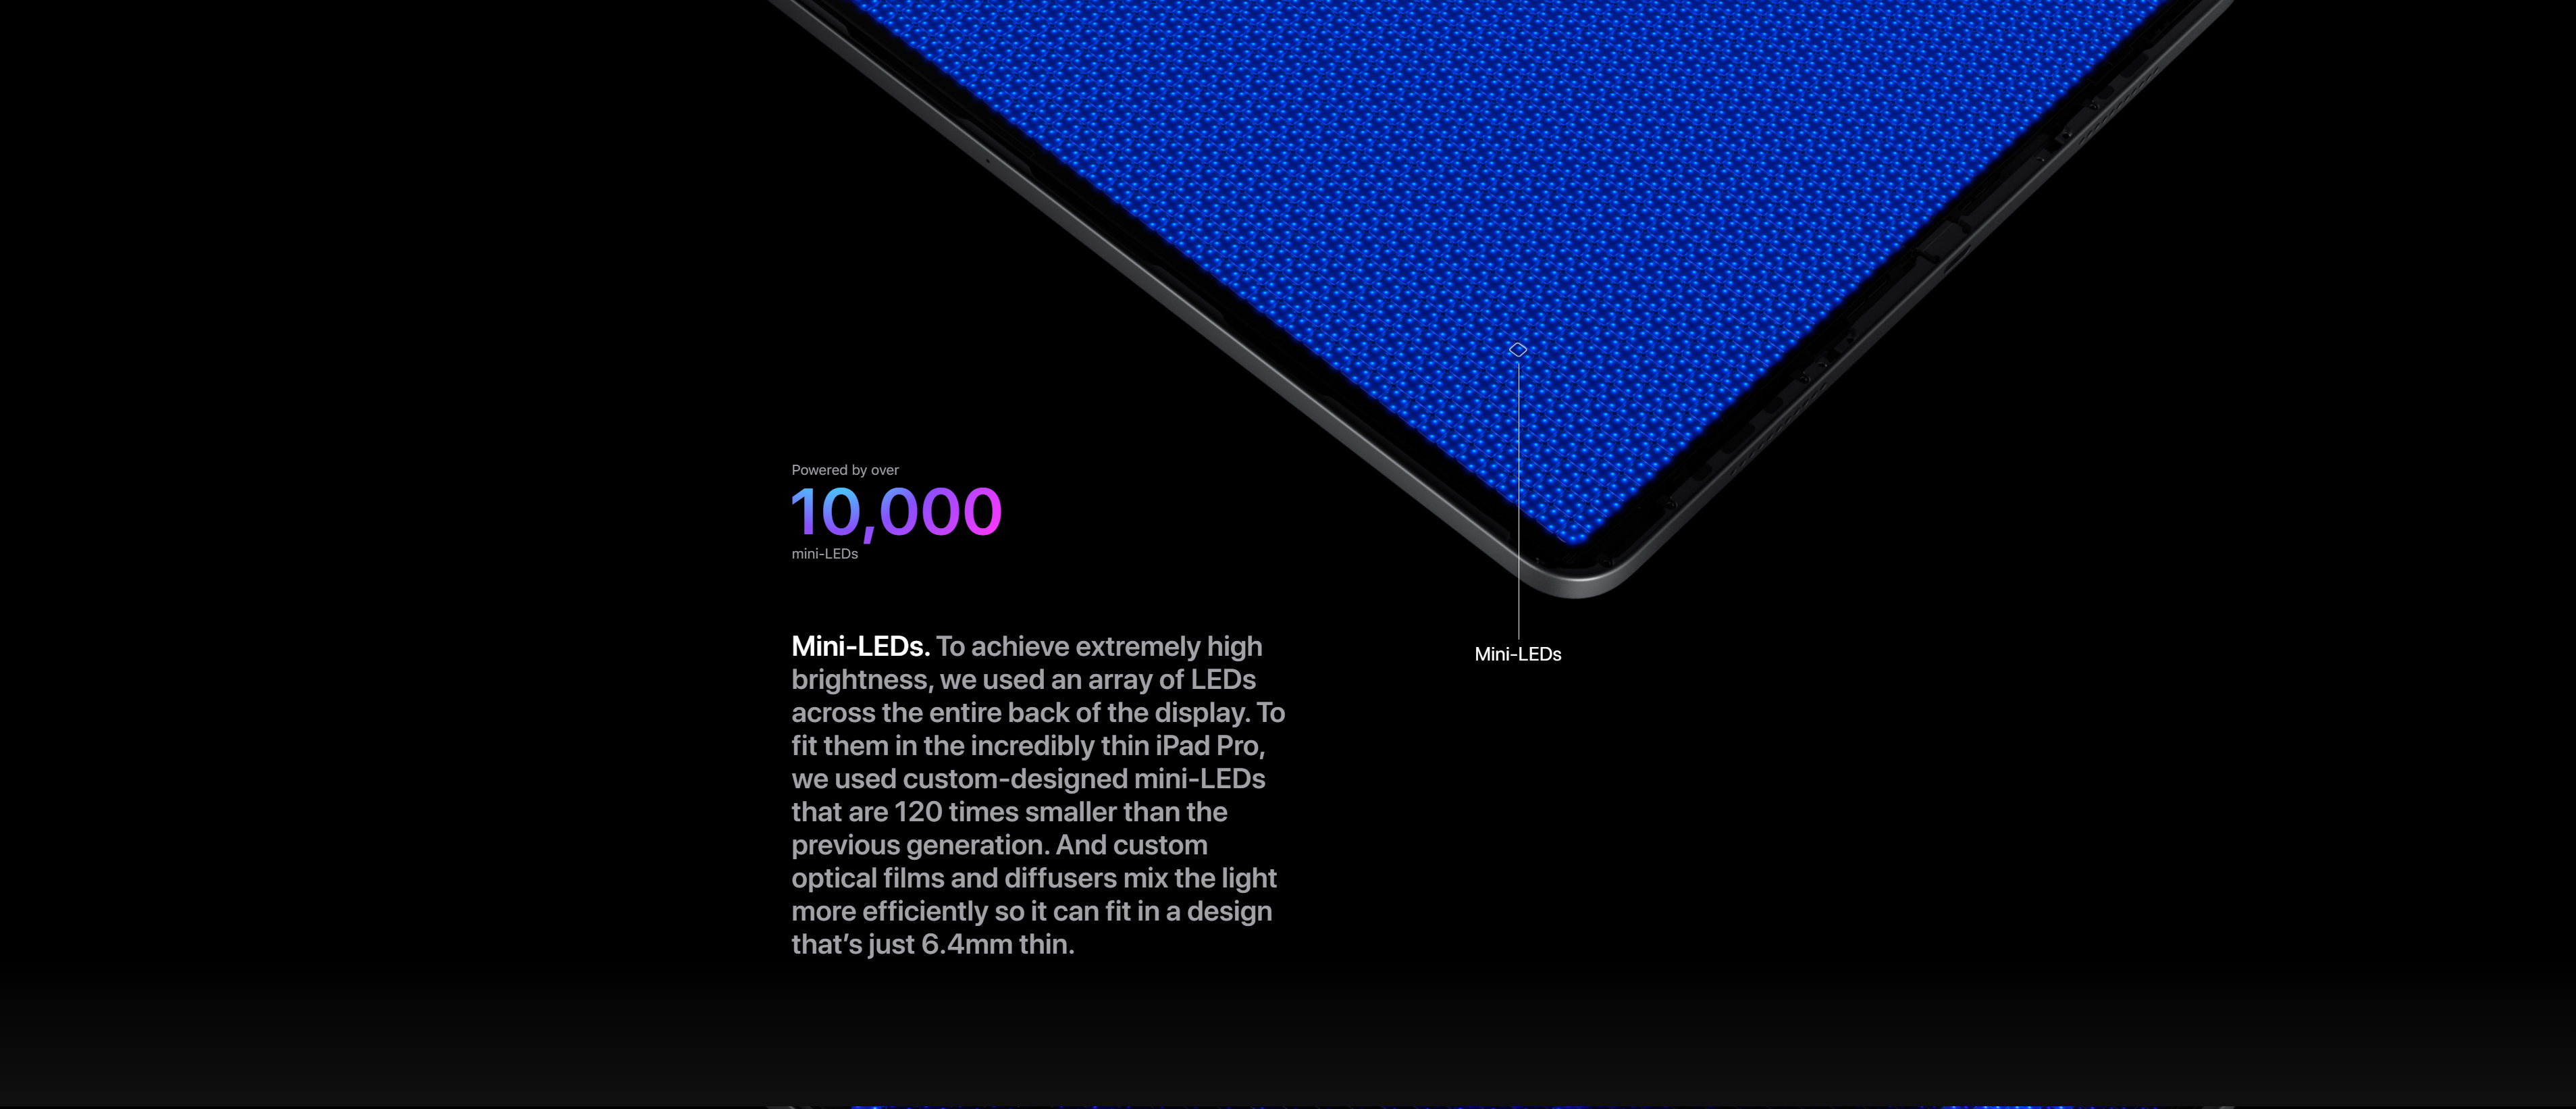 Powered by over
10,000
mini-LEDs
Mini-LEDs. To achieve extremely high
brightness, we used an array of LEDs
across the entire back of the display. To
fit them in the incredibly thin iPad Pro,
we used custom-designed mini-LEDs
that are 120 times smaller than the
previous generation. And custom
optical films and diffusers mix the light
more efficiently so it can fit in a design
that’s just 6.4mm thin.
Mini-LEDs